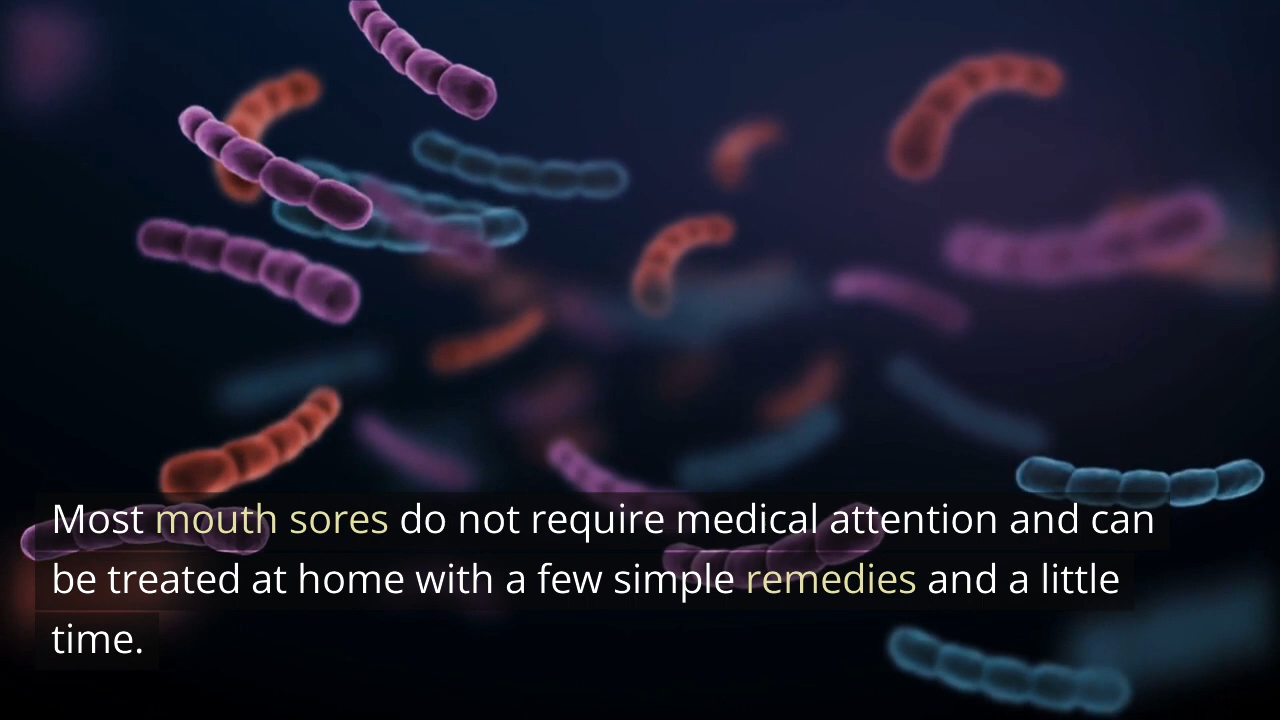 Most mouth sores do not require medical attention and can
be treated at home with a few simple remedies and a little
time.